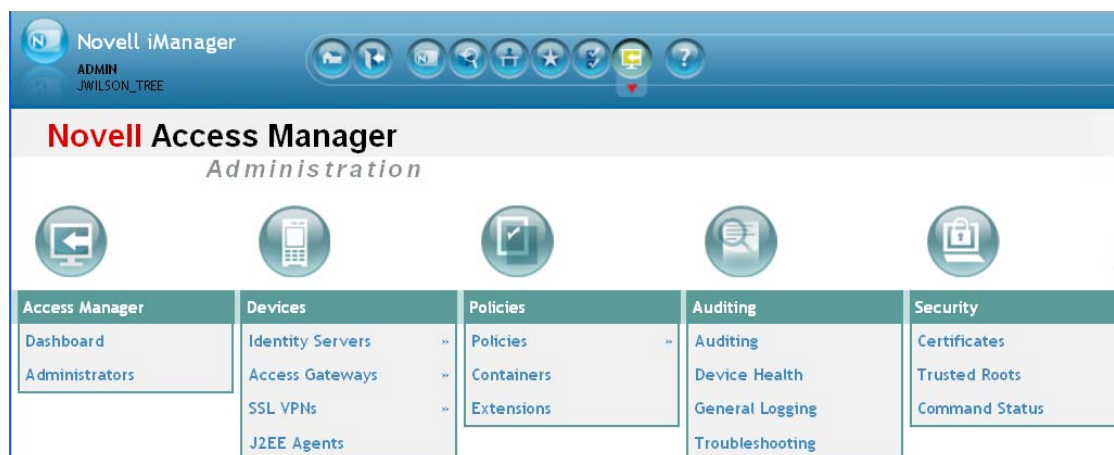 Novell iManager
ADMIN
JWILSON_TREE
N
N
?
Novell Access Manager
Administration
Access Manager
Dashboard
Administrators
Devices
Identity Servers »
Access Gateways »
SSL VPNs »
J2EE Agents
Policies
Policies »
Containers
Extensions
Auditing
Auditing
Device Health
General Logging
Troubleshooting
Security
Certificates
Trusted Roots
Command Status